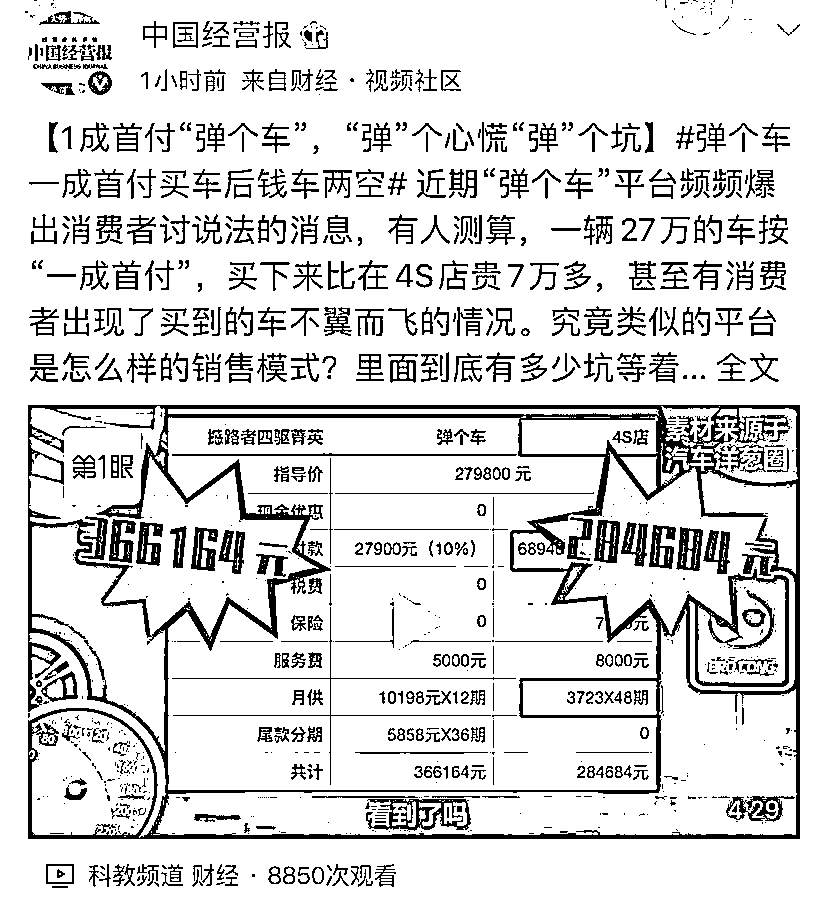 中国经营报
中国经营报
1小时前 来自财经·视频社区
【1成首付“弹个车”，“弹”个心慌“弹”个坑】#弹个车
一成首付买车后钱车两空# 近期“弹个车”平台频频爆
出消费者讨说法的消息，有人测算，一辆27万的车按
“一成首付”，买下来比在4S店贵7万多，甚至有消费
者出现了买到的车不翼而飞的情况。究竟类似的平台
是怎么样的销售模式？里面到底有多少坑等着... 全文
第1眼
撼路者四驱菁英 弹个车 4S店
素材来源于
汽车洋葱圈
指导价 279800元
现金优惠 0
366164元
付款 27900元（10%） 68940
284684元
税费 0
保险 0
服务费 5000元 8000元
月供 10198元X12期 3723X48期
尾款分期 5858元X36期 0
共计 366164元 284684元
看到了吗
4:29
科教频道 财经·8850次观看